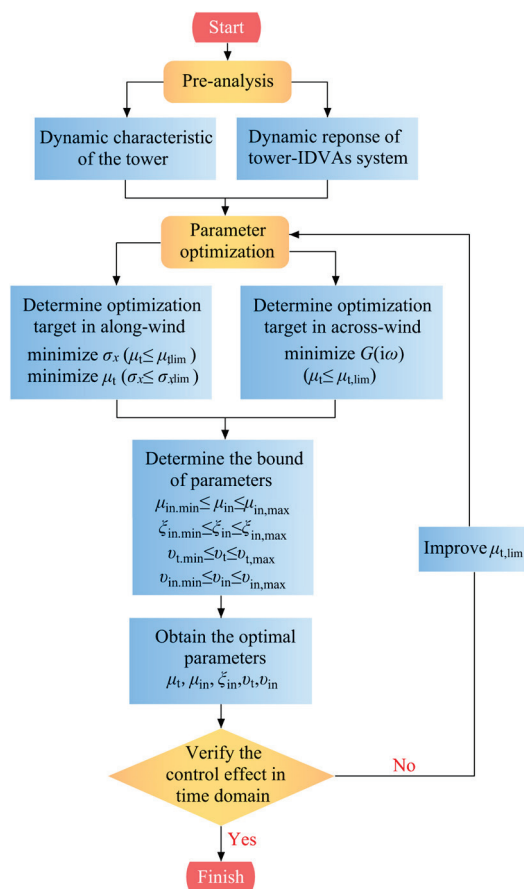 Start
Pre-analysis
Dynamic characteristic
of the tower
Dynamic reponse of
tower-IDVAs system
Parameter
optimization
Determine optimization
target in along-wind
minimize σx (μt≤ μtlim )
minimize μt (σx≤ σxlim)
Determine optimization
target in across-wind
minimize G(iω)
(μt≤ μt,lim)
Determine the bound
of parameters
μin.min≤ μin≤μin,max
ξin.min≤ξin≤ξin,max
υt.min≤υt≤υt,max
υin.min≤υin≤υin,max
Improve μt,lim
Obtain the optimal
parameters
μt, μin, ξin,υt,υin
Verify the
control effect in
time domain
No
Yes
Finish